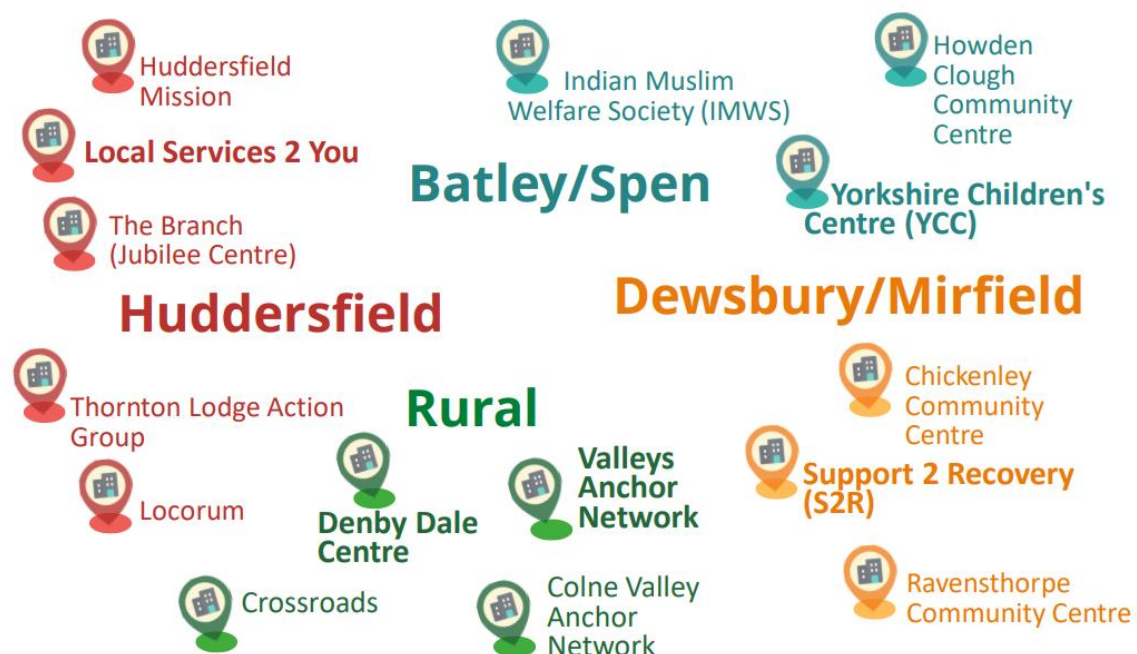 Huddersfield
Mission
Local Services 2 You
The Branch
(Jubilee Centre)
Huddersfield
Thornton Lodge Action
Group
Locorum
Indian Muslim
Welfare Society (IMWS)
Batley/Spen
Howden
Clough
Community
Centre
Yorkshire Children's
Centre (YCC)
Dewsbury/Mirfield
Chickenley
Community
Centre
Support 2 Recovery
(S2R)
Ravensthorpe
Community Centre
Rural
Denby Dale
Centre
Valleys
Anchor
Network
Crossroads
Colne Valley
Anchor
Network